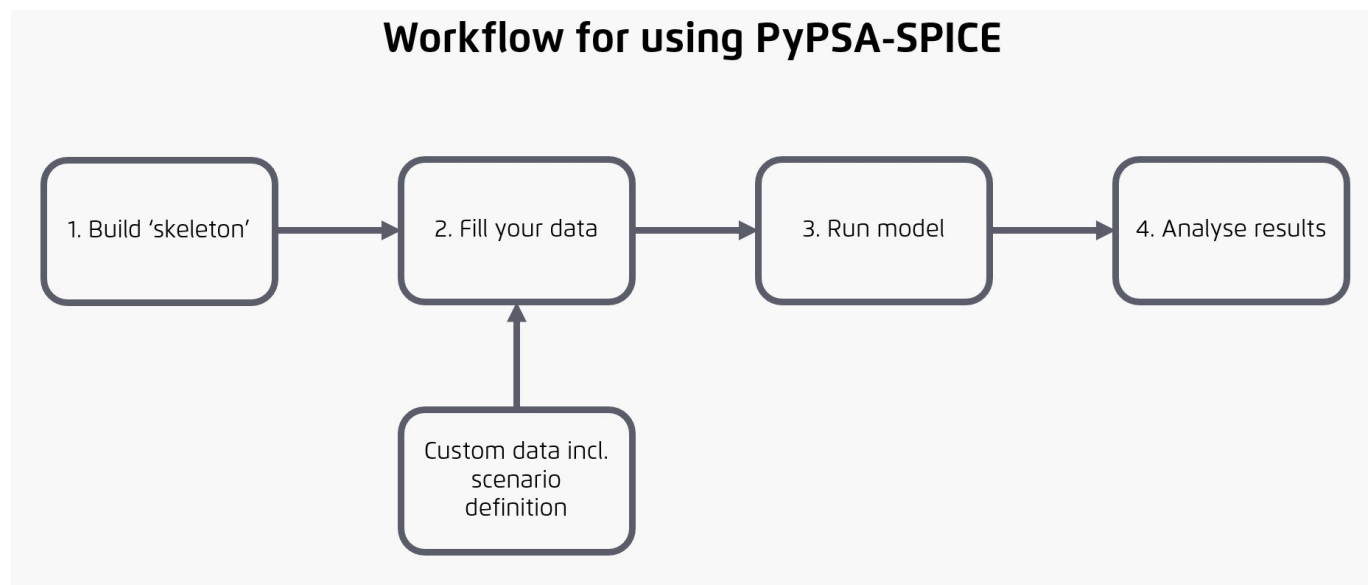 Workflow for using PyPSA-SPICE
1. Build ‘skeleton’
2. Fill your data
3. Run model
4. Analyse results
Custom data incl.
scenario
definition